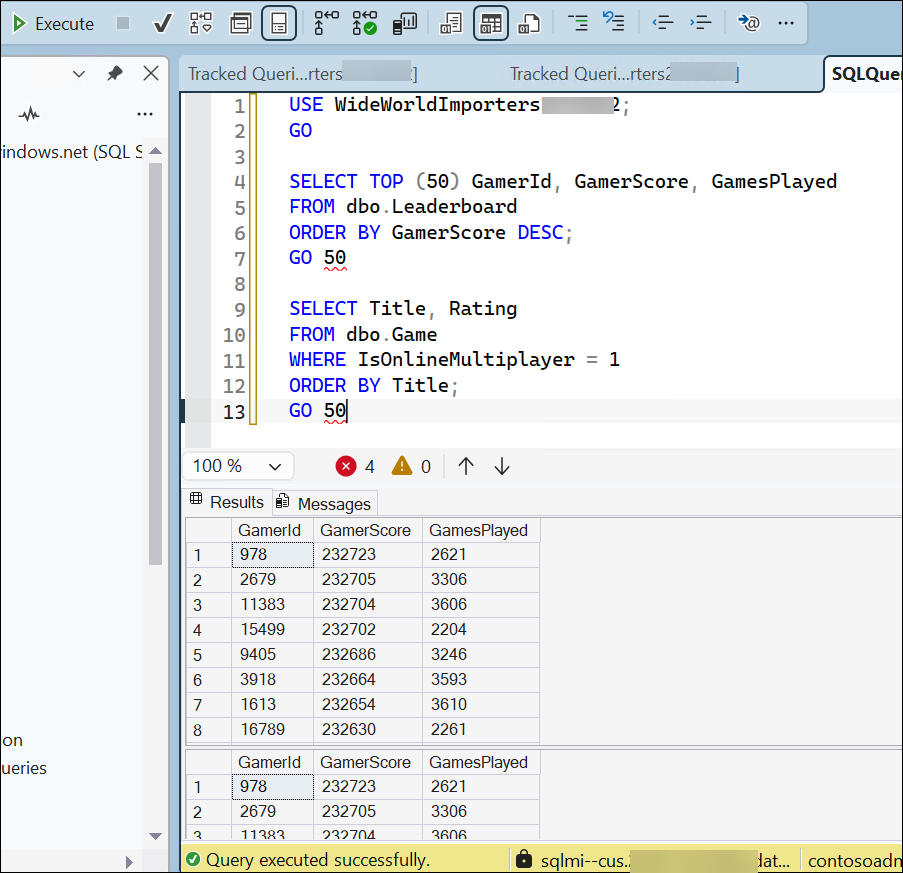 Execute
Tracked Queri...rters ] Tracked Queri...rters2 ] SQLQuer
indows.net (SQL S
1 USE WideWorldImporters 2;
2 GO
3
4 SELECT TOP (50) GamerId, GamerScore, GamesPlayed
5 FROM dbo.Leaderboard
6 ORDER BY GamerScore DESC;
7 GO 50
8
9 SELECT Title, Rating
10 FROM dbo.Game
11 WHERE IsOnlineMultiplayer = 1
12 ORDER BY Title;
13 GO 50
100 % 4 0
Results Messages
GamerId GamerScore GamesPlayed
1 978 232723 2621
2 2679 232705 3306
3 11383 232704 3606
4 15499 232702 2204
5 9405 232686 3246
6 3918 232664 3593
7 1613 232654 3610
8 16789 232630 2261
on
ueries
GamerId GamerScore GamesPlayed
1 978 232723 2621
2 2679 232705 3306
3 11383 232704 3606
Query executed successfully. sqlmi--cus. dat... contosoadm